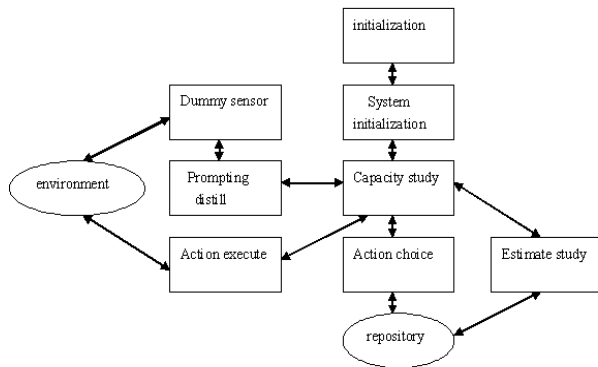 initialization
Dummy sensor
System
initialization
environment
Prompting
distill
Capacity study
Action execute
Action choice
Estimate study
repository